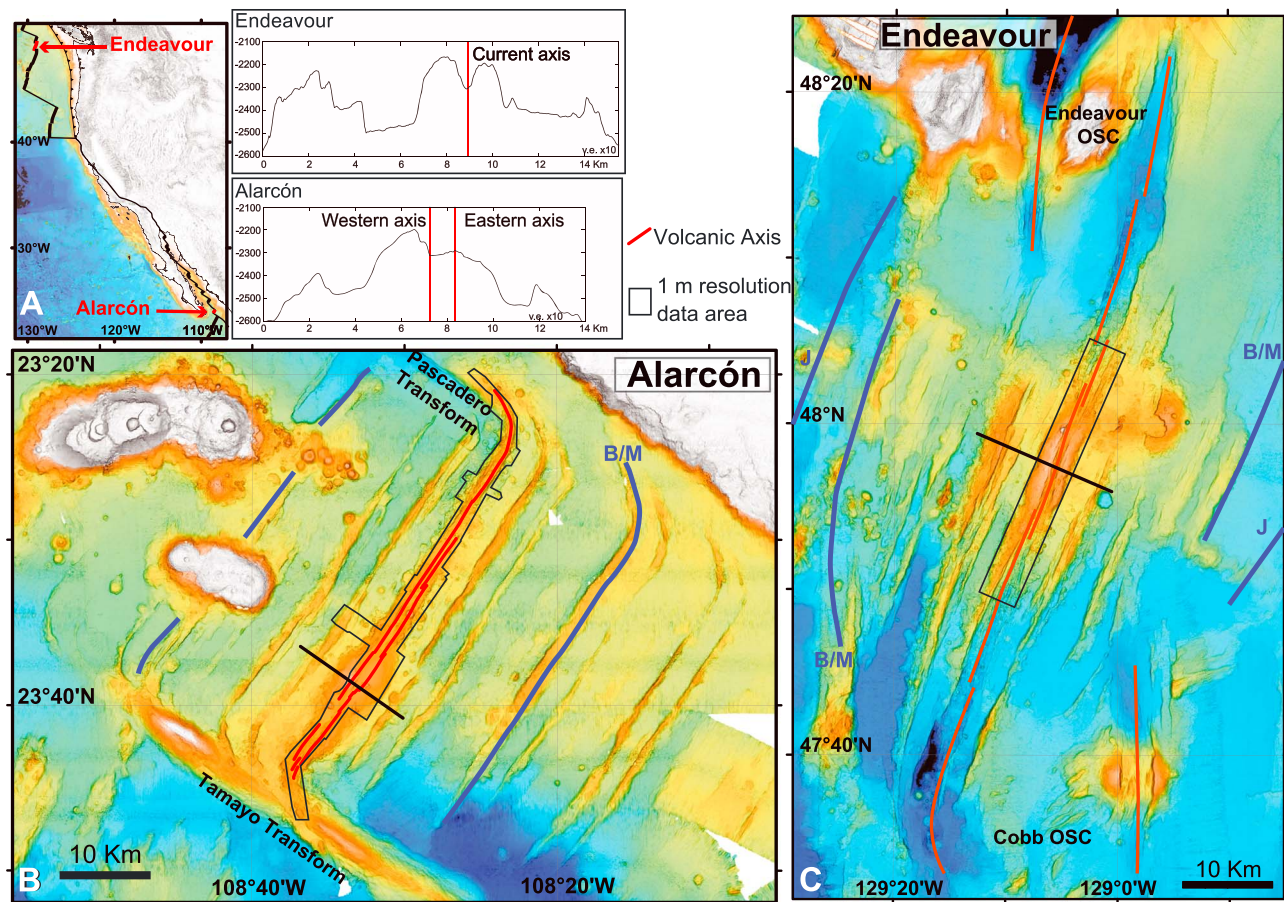 Endeavour
40°W
30°W
Alarcón
A
130°W
120°W
110°W
Endeavour
-2100
-2200
-2300
-2400
-2500
-2600
Current axis
v.e. x10
0
2
4
6
8
10
12
14 Km
Alarcón
-2100
-2200
-2300
-2400
-2500
-2600
Western axis
Eastern axis
v.e. x10
0
2
4
6
8
10
12
14 Km
Volcanic Axis
1 m resolution
data area
23°20'N
Pascadero
Transform
Alarcón
B/M
23°40'N
Tamayo Transform
10 Km
B
108°40'W
108°20'W
Endeavour
48°20'N
Endeavour
OSC
J
B/M
48°N
J
B/M
47°40'N
Cobb OSC
C
129°20'W
129°0'W
10 Km